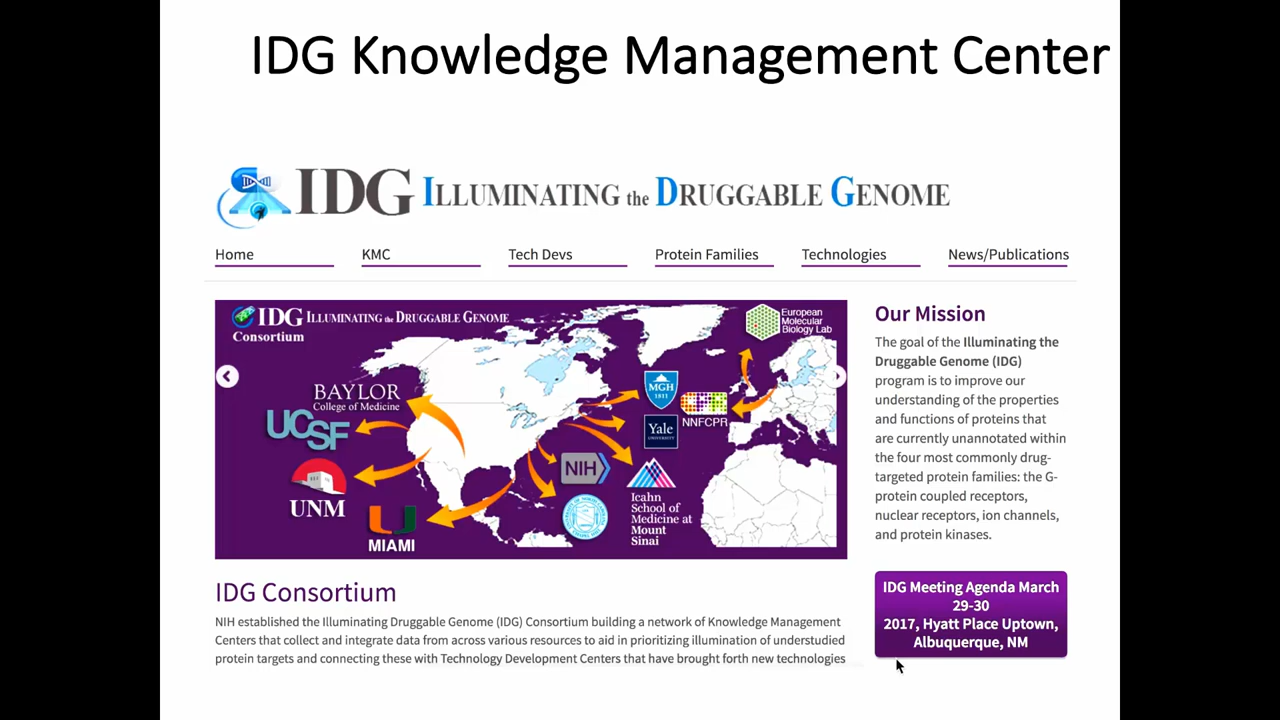 IDG Knowledge Management Center
IDG ILLUMINATING the DRUGGABLE GENOME
Home
KMC
Tech Devs
Protein Families
Technologies
News/Publications
IDG ILLUMINATING the DRUGGABLE GENOME
Consortium
European
Molecular
Biology Lab
BAYLOR
College of Medicine
UCSF
UNM
MIAMI
MGH
1811
NNFCPR
Yale
UNIVERSITY
NIH
Icahn
School of
Medicine at
Mount
Sinai
Our Mission
The goal of the Illuminating the
Druggable Genome (IDG)
program is to improve our
understanding of the properties
and functions of proteins that
are currently unannotated within
the four most commonly drug-
targeted protein families: the G-
protein coupled receptors,
nuclear receptors, ion channels,
and protein kinases.
IDG Meeting Agenda March
29-30
2017, Hyatt Place Uptown,
Albuquerque, NM
IDG Consortium
NIH established the Illuminating Druggable Genome (IDG) Consortium building a network of Knowledge Management
Centers that collect and integrate data from across various resources to aid in prioritizing illumination of understudied
protein targets and connecting these with Technology Development Centers that have brought forth new technologies